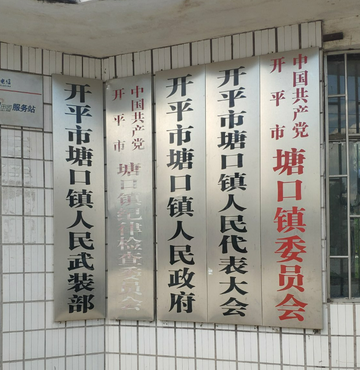 服务站
开平市塘口镇人民武装部
中国共产党
开平市
塘口镇纪律检查委员会
开平市塘口镇人民政府
开平市塘口镇人民代表大会
中国共产党
开平市
塘口镇委员会